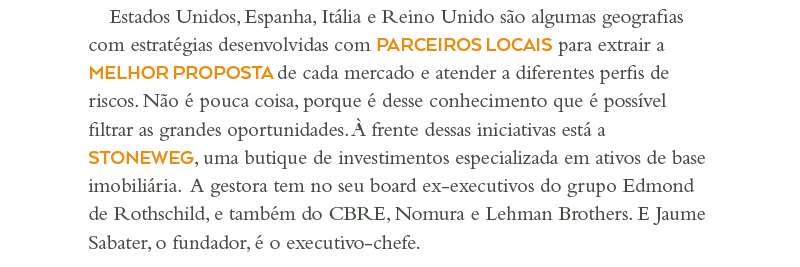 Estados Unidos, Espanha, Itália e Reino Unido são algumas geografias
com estratégias desenvolvidas com PARCEIROS LOCAIS para extrair a
MELHOR PROPOSTA de cada mercado e atender a diferentes perfis de
riscos. Não é pouca coisa, porque é desse conhecimento que é possível
filtrar as grandes oportunidades. À frente dessas iniciativas está a
STONEWEG, uma butique de investimentos especializada em ativos de base
imobiliária. A gestora tem no seu board ex-executivos do grupo Edmond
de Rothschild, e também do CBRE, Nomura e Lehman Brothers. E Jaume
Sabater, o fundador, é o executivo-chefe.